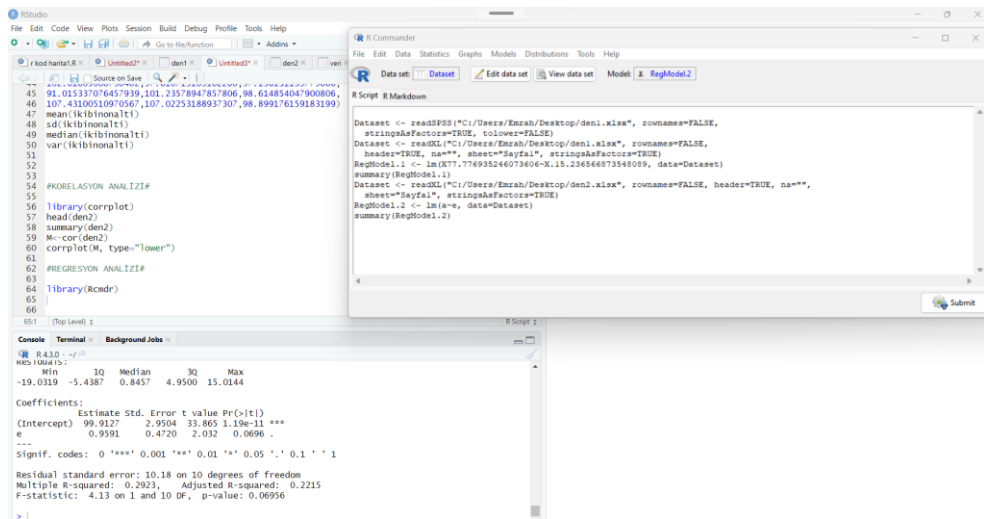 RStudio
File Edit Code View Plots Session Build Debug Profile Tools Help
Go to file/function Addins
r kod harita1.R × Untitled2* × den1 × Untitled3* × den2 × veri
Source on Save
45 91.015337076457939,101.23578947857806,98.614854047900806,
46 107.43100510970567,107.02253188937307,98.899176159183199)
47 mean(ikibinonalti)
48 sd(ikibinonalti)
49 median(ikibinonalti)
50 var(ikibinonalti)
51
52
53
54 #KORELASYON ANALİZİ#
55
56 library(corrplot)
57 head(den2)
58 summary(den2)
59 M<-cor(den2)
60 corrplot(M, type="lower")
61
62 #REGRESYON ANALİZİ#
63
64 library(Rcmdr)
65
66
65:1 (Top Level) R Script
Console Terminal × Background Jobs ×
R 4.3.0 · ~/
Residuals:
Min 1Q Median 3Q Max
-19.0319 -5.4387 0.8457 4.9500 15.0144
Coefficients:
Estimate Std. Error t value Pr(>|t|)
(Intercept) 99.9127 2.9504 33.865 1.19e-11 ***
e 0.9591 0.4720 2.032 0.0696 .
---
Signif. codes: 0 '***' 0.001 '**' 0.01 '*' 0.05 '.' 0.1 ' ' 1
Residual standard error: 10.18 on 10 degrees of freedom
Multiple R-squared: 0.2923, Adjusted R-squared: 0.2215
F-statistic: 4.13 on 1 and 10 DF, p-value: 0.06956
>
R Commander
File Edit Data Statistics Graphs Models Distributions Tools Help
Data set: Dataset Edit data set View data set Model: Σ RegModel.2
R Script R Markdown
Dataset <- readSPSS("C:/Users/Emrah/Desktop/den1.xlsx", rownames=FALSE,
stringsAsFactors=TRUE, tolower=FALSE)
Dataset <- readXL("C:/Users/Emrah/Desktop/den1.xlsx", rownames=FALSE,
header=TRUE, na="", sheet="Sayfa1", stringsAsFactors=TRUE)
RegModel.1 <- lm(X77.776935246073606~X.15.236566873548089, data=Dataset)
summary(RegModel.1)
Dataset <- readXL("C:/Users/Emrah/Desktop/den2.xlsx", rownames=FALSE, header=TRUE, na="",
sheet="Sayfa1", stringsAsFactors=TRUE)
RegModel.2 <- lm(a~e, data=Dataset)
summary(RegModel.2)
Submit